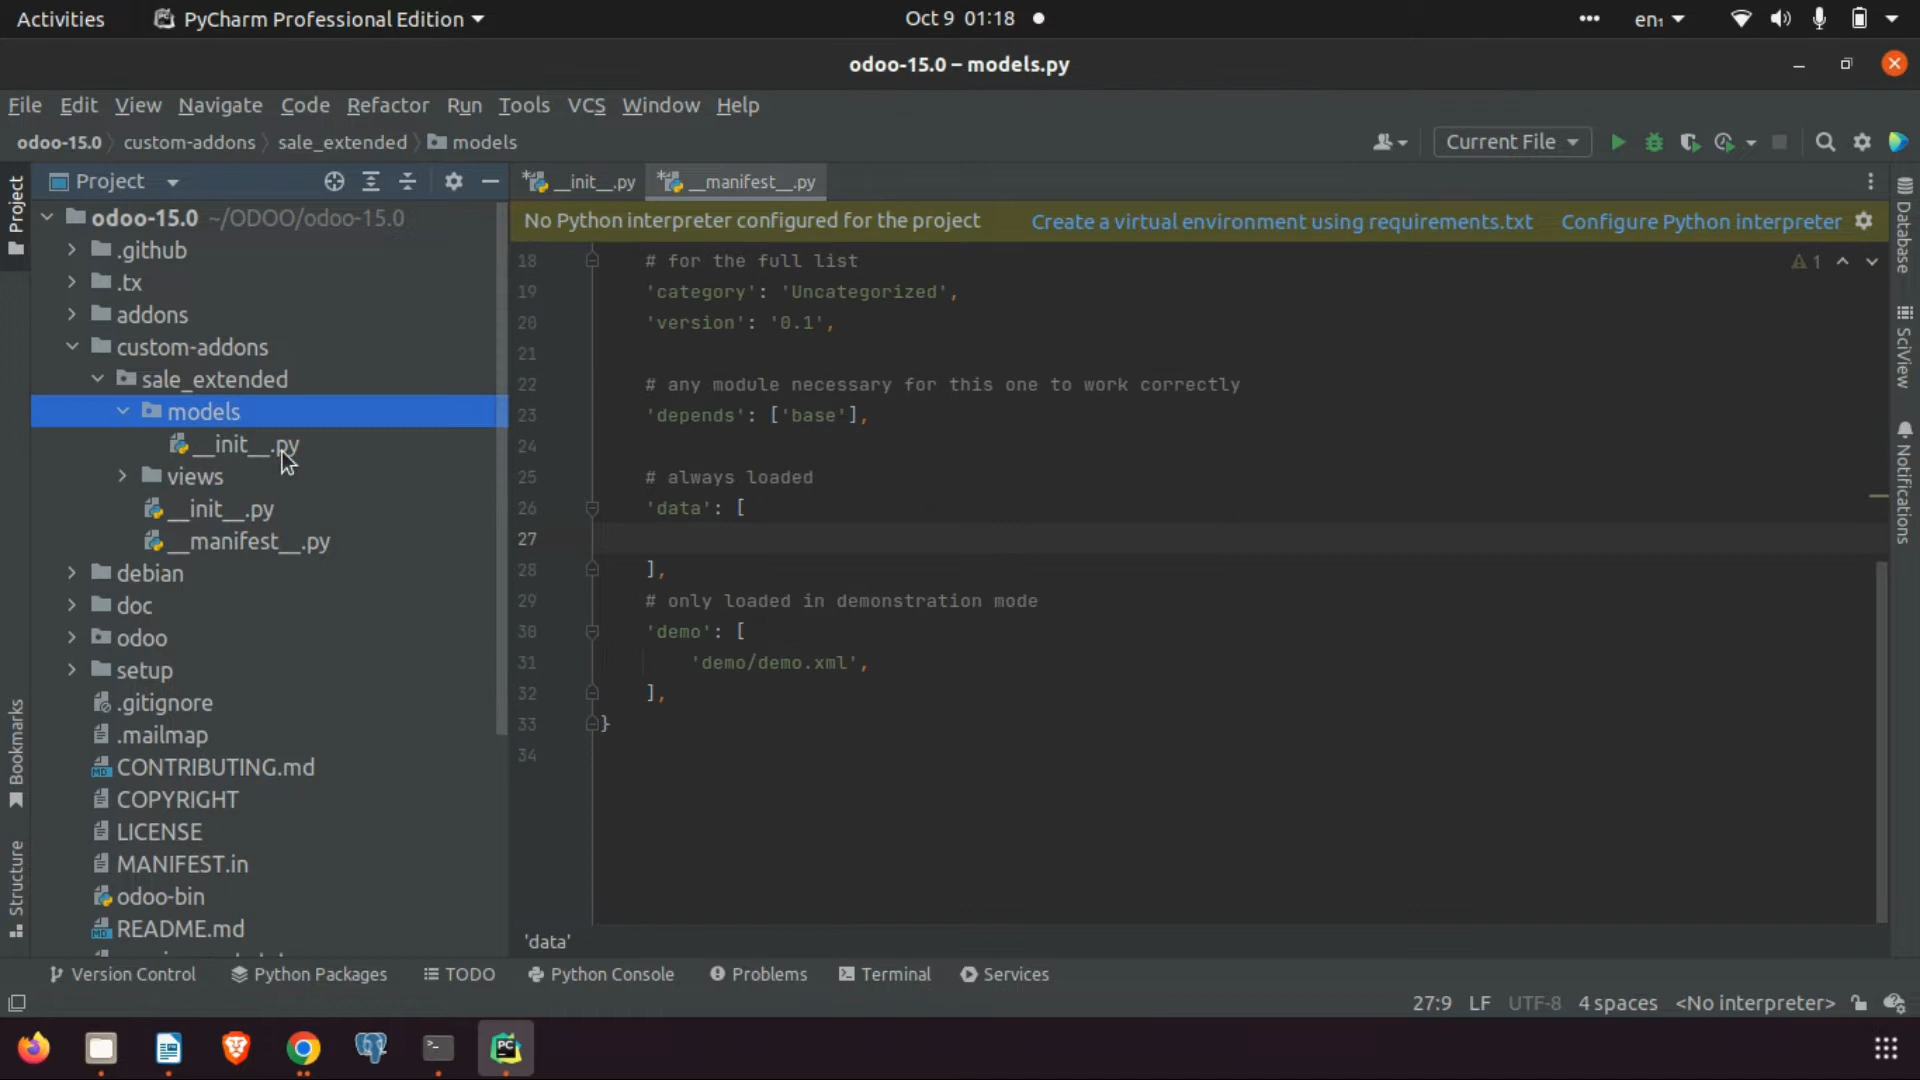 Activities
PyCharm Professional Edition
Oct 9 01:18
en₁
odoo-15.0 – models.py
File Edit View Navigate Code Refactor Run Tools VCS Window Help
odoo-15.0 custom-addons sale_extended models
Current File
Project
__init__.py
__manifest__.py
No Python interpreter configured for the project Create a virtual environment using requirements.txt Configure Python interpreter
Project
odoo-15.0 ~/ODOO/odoo-15.0
.github
.tx
addons
custom-addons
sale_extended
models
__init__.py
views
__init__.py
__manifest__.py
debian
doc
odoo
setup
.gitignore
.mailmap
CONTRIBUTING.md
COPYRIGHT
LICENSE
MANIFEST.in
odoo-bin
README.md
Bookmarks
Structure
1
18 # for the full list
19 'category': 'Uncategorized',
20 'version': '0.1',
21
22 # any module necessary for this one to work correctly
23 'depends': ['base'],
24
25 # always loaded
26 'data': [
27
28 ],
29 # only loaded in demonstration mode
30 'demo': [
31 'demo/demo.xml',
32 ],
33 }
34
'data'
Database
SciView
Notifications
Version Control Python Packages TODO Python Console Problems Terminal Services
27:9 LF UTF-8 4 spaces <No interpreter>